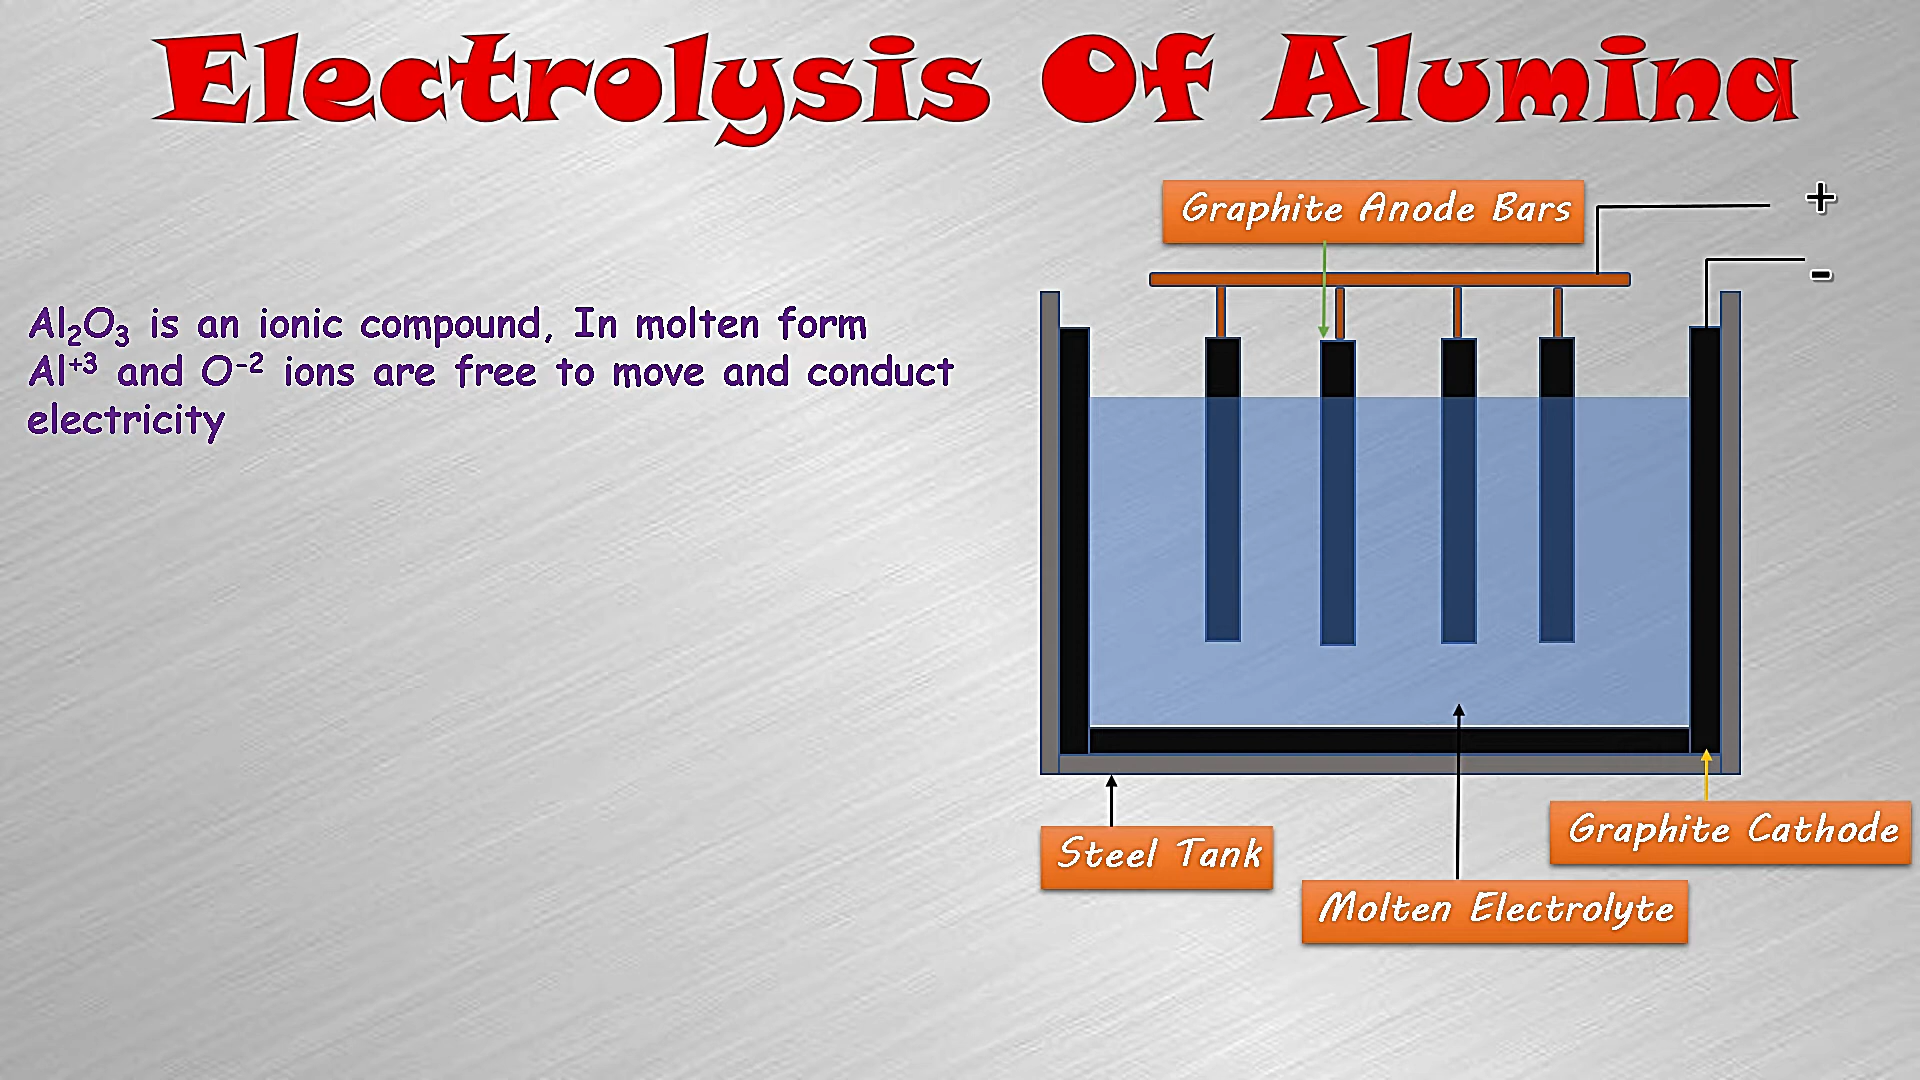 Electrolysis Of Alumina
Graphite Anode Bars
+
-
Al₂O₃ is an ionic compound, In molten form
Al⁺³ and O⁻² ions are free to move and conduct
electricity
Graphite Cathode
Steel Tank
Molten Electrolyte